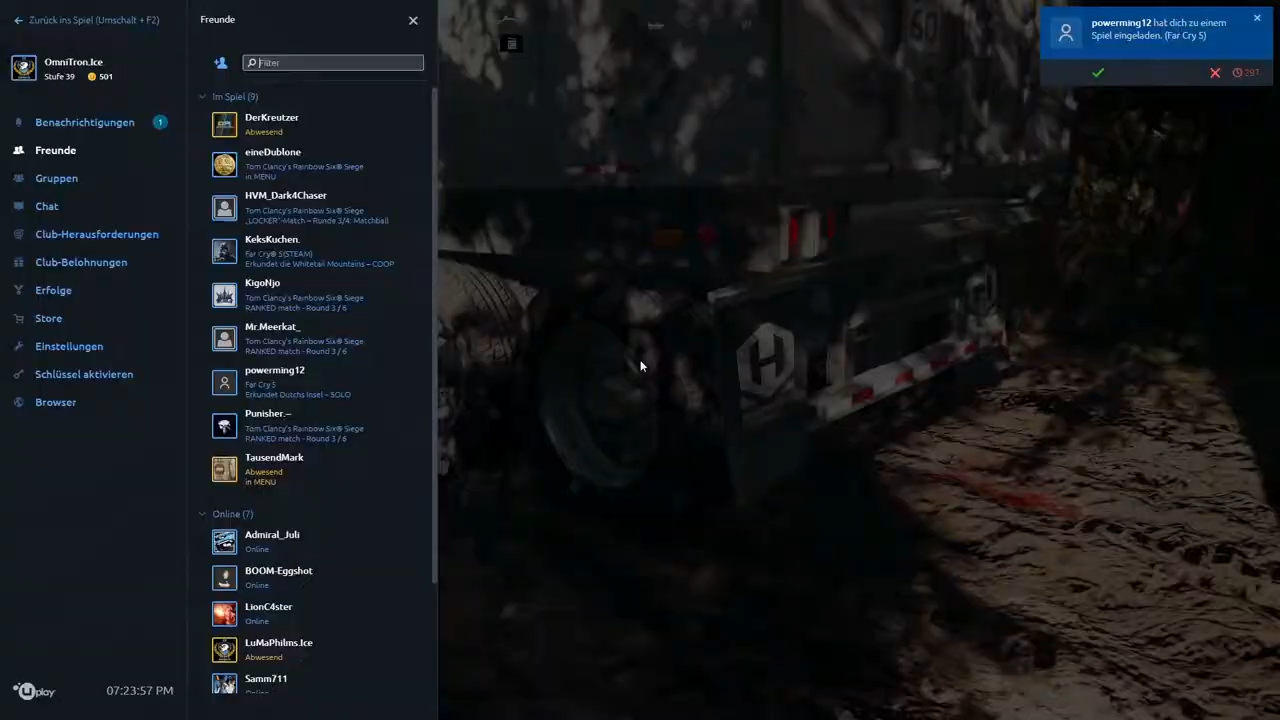 Zurück ins Spiel (Umschalt + F2)
OmniTron.Ice
Stufe 39 501
Benachrichtigungen 1
Freunde
Gruppen
Chat
Club-Herausforderungen
Club-Belohnungen
Erfolge
Store
Einstellungen
Schlüssel aktivieren
Browser
uplay
07:23:57 PM
Freunde
Filter
Im Spiel (9)
DerKreutzer
Abwesend
eineDublone
Tom Clancy's Rainbow Six® Siege
in MENU
HVM_Dark4Chaser
Tom Clancy's Rainbow Six® Siege
„LOCKER"-Match – Runde 3/4: Matchball
KeksKuchen.
Far Cry® 5(STEAM)
Erkundet die Whitetail Mountains – COOP
KigoNjo
Tom Clancy's Rainbow Six® Siege
RANKED match - Round 3 / 6
Mr.Meerkat_
Tom Clancy's Rainbow Six® Siege
RANKED match - Round 3 / 6
powerming12
Far Cry 5
Erkundet Dutchs Insel – SOLO
Punisher.–
Tom Clancy's Rainbow Six® Siege
RANKED match - Round 3 / 6
TausendMark
Abwesend
in MENU
Online (7)
Admiral_Juli
Online
BOOM-Eggshot
Online
LionC4ster
Online
LuMaPhilms.Ice
Abwesend
Samm711
Online
powerming12 hat dich zu einem
Spiel eingeladen. (Far Cry 5)
297
50
H